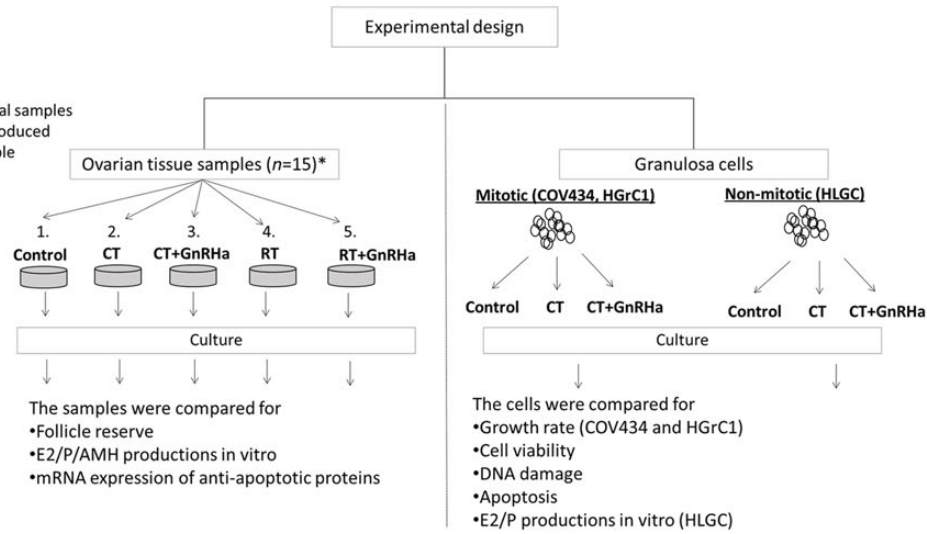 Experimental design
al samples
oduced
le
Ovarian tissue samples (n=15)*
1.
Control
2.
CT
3.
CT+GnRHa
4.
RT
5.
RT+GnRHa
Culture
The samples were compared for
•Follicle reserve
•E2/P/AMH productions in vitro
•mRNA expression of anti-apoptotic proteins
Granulosa cells
Mitotic (COV434, HGrC1)
Non-mitotic (HLGC)
Control CT CT+GnRHa
Control CT CT+GnRHa
Culture
The cells were compared for
•Growth rate (COV434 and HGrC1)
•Cell viability
•DNA damage
•Apoptosis
•E2/P productions in vitro (HLGC)